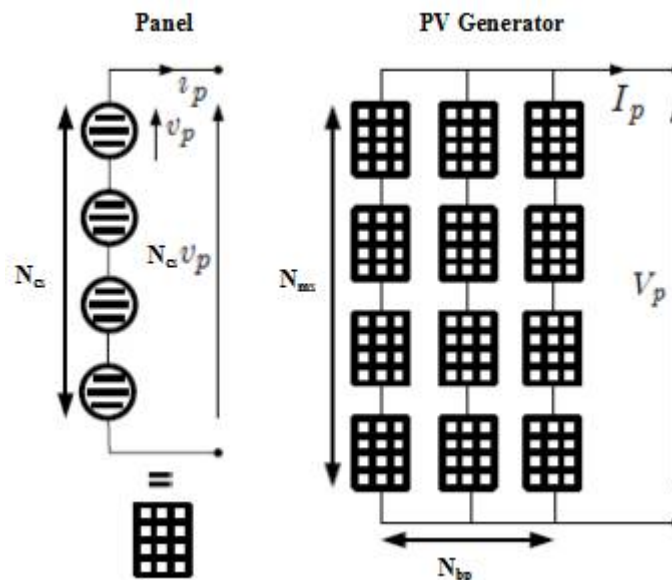 Panel
i_p
v_p
N_cs
N_cs v_p
=
PV Generator
I_p
N_ms
V_p
N_bp